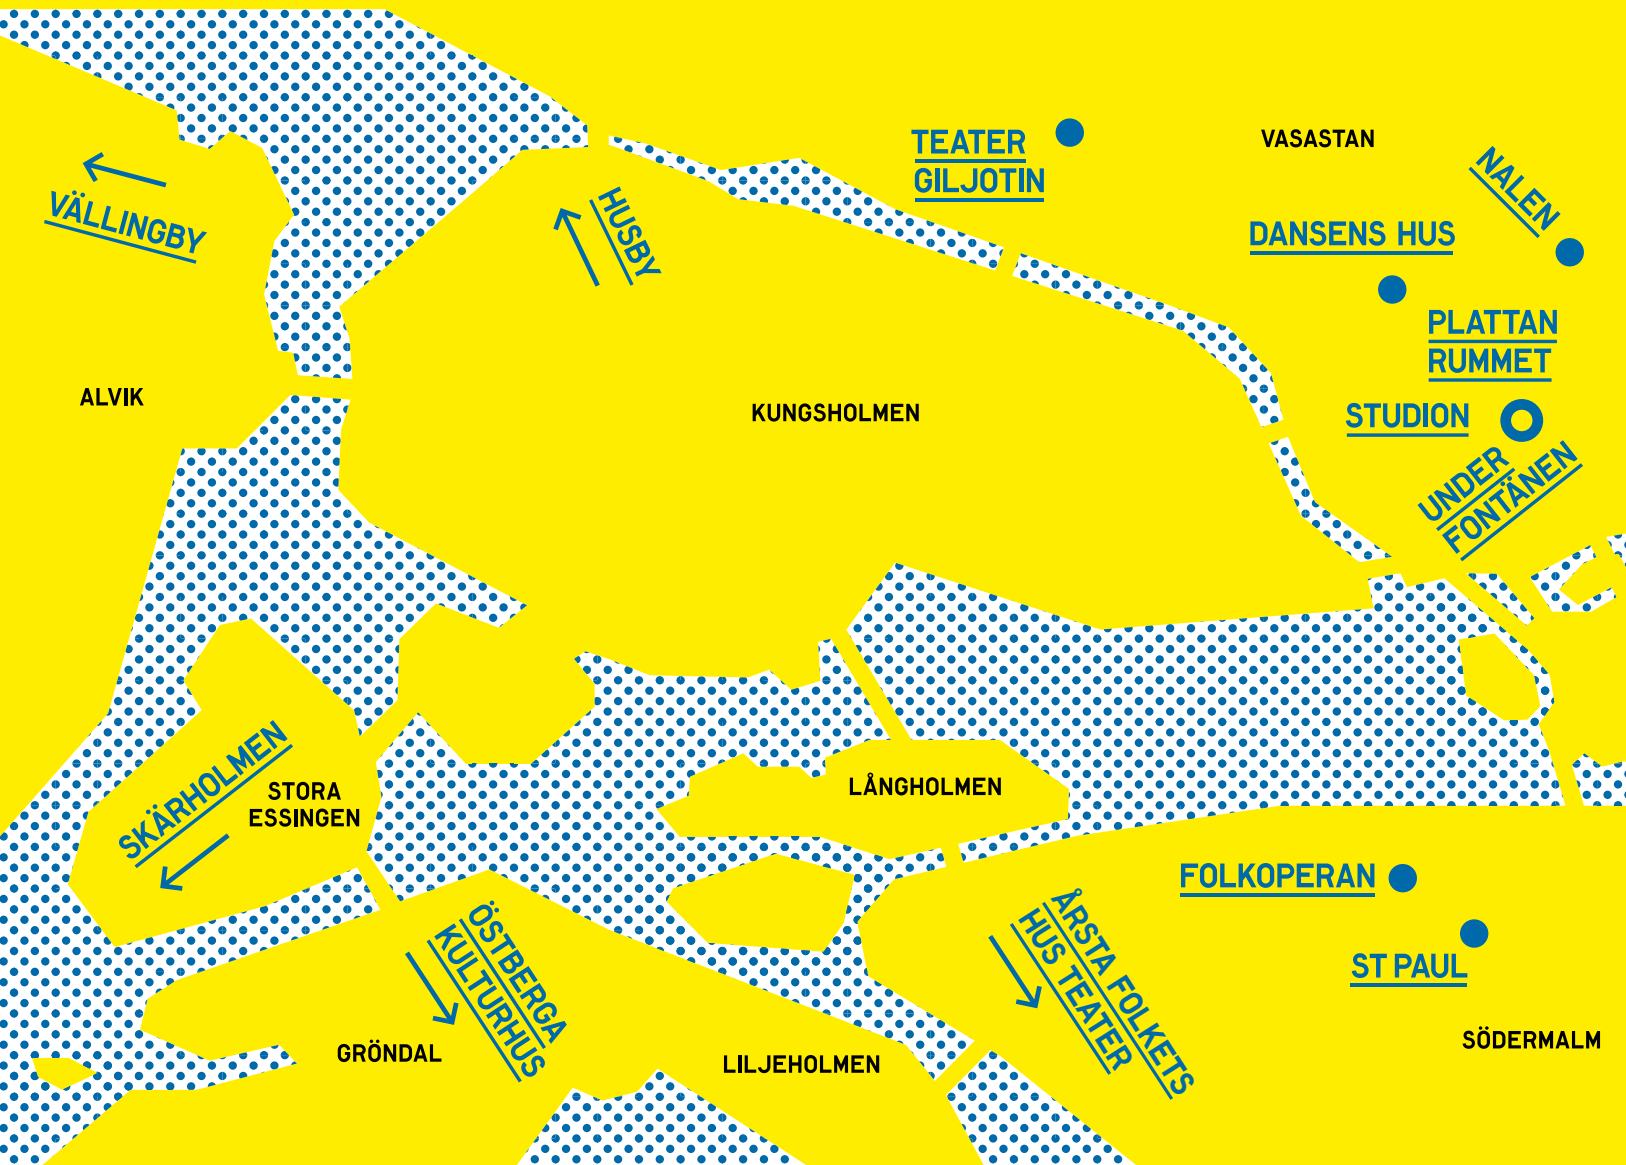 TEATER
GILJOTIN
VASASTAN
NALEN
VÄLLINGBY
HUSBY
DANSENS HUS
PLATTAN
RUMMET
ALVIK
KUNGSHOLMEN
STUDION
UNDER
FONTÄNEN
SKÄRHOLMEN
STORA
ESSINGEN
LÅNGHOLMEN
FOLKOPERAN
ÖSTBERGA
KULTURHUS
ÅRSTA FOLKETS
HUS TEATER
ST PAUL
GRÖNDAL
LILJEHOLMEN
SÖDERMALM